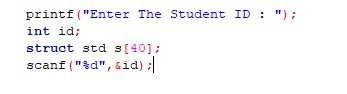 printf("Enter The Student ID : ");
int id;
struct std s[40];
scanf("%d",&id);